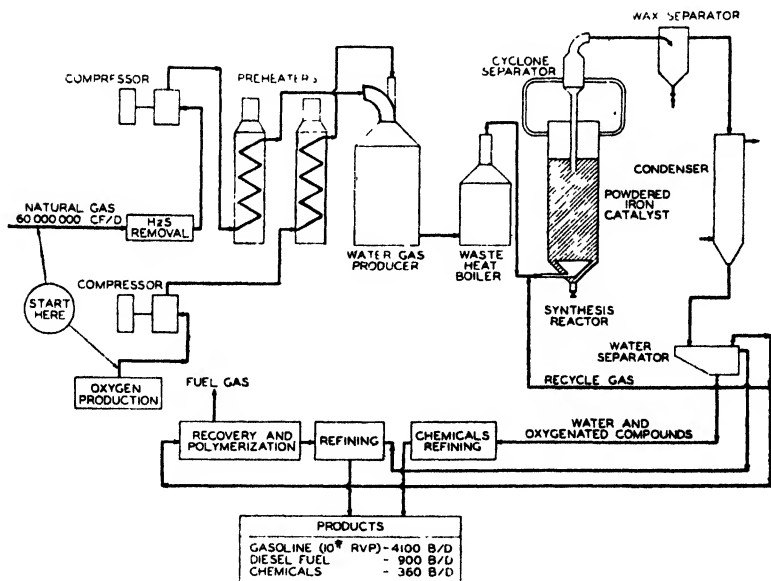 WAX SEPARATOR
CYCLONE
SEPARATOR
COMPRESSOR
PREHEATERS
CONDENSER
POWDERED
IRON
CATALYST
NATURAL GAS
60 000 000 CF/D
H2S
REMOVAL
WATER GAS
PRODUCER
WASTE
HEAT
BOILER
COMPRESSOR
START
HERE
SYNTHESIS
REACTOR
WATER
SEPARATOR
OXYGEN
PRODUCTION
FUEL GAS
RECYCLE GAS
RECOVERY AND
POLYMERIZATION
REFINING
CHEMICALS
REFINING
WATER AND
OXYGENATED COMPOUNDS
PRODUCTS
GASOLINE (10# RVP) - 4100 B/D
DIESEL FUEL - 900 B/D
CHEMICALS - 360 B/D